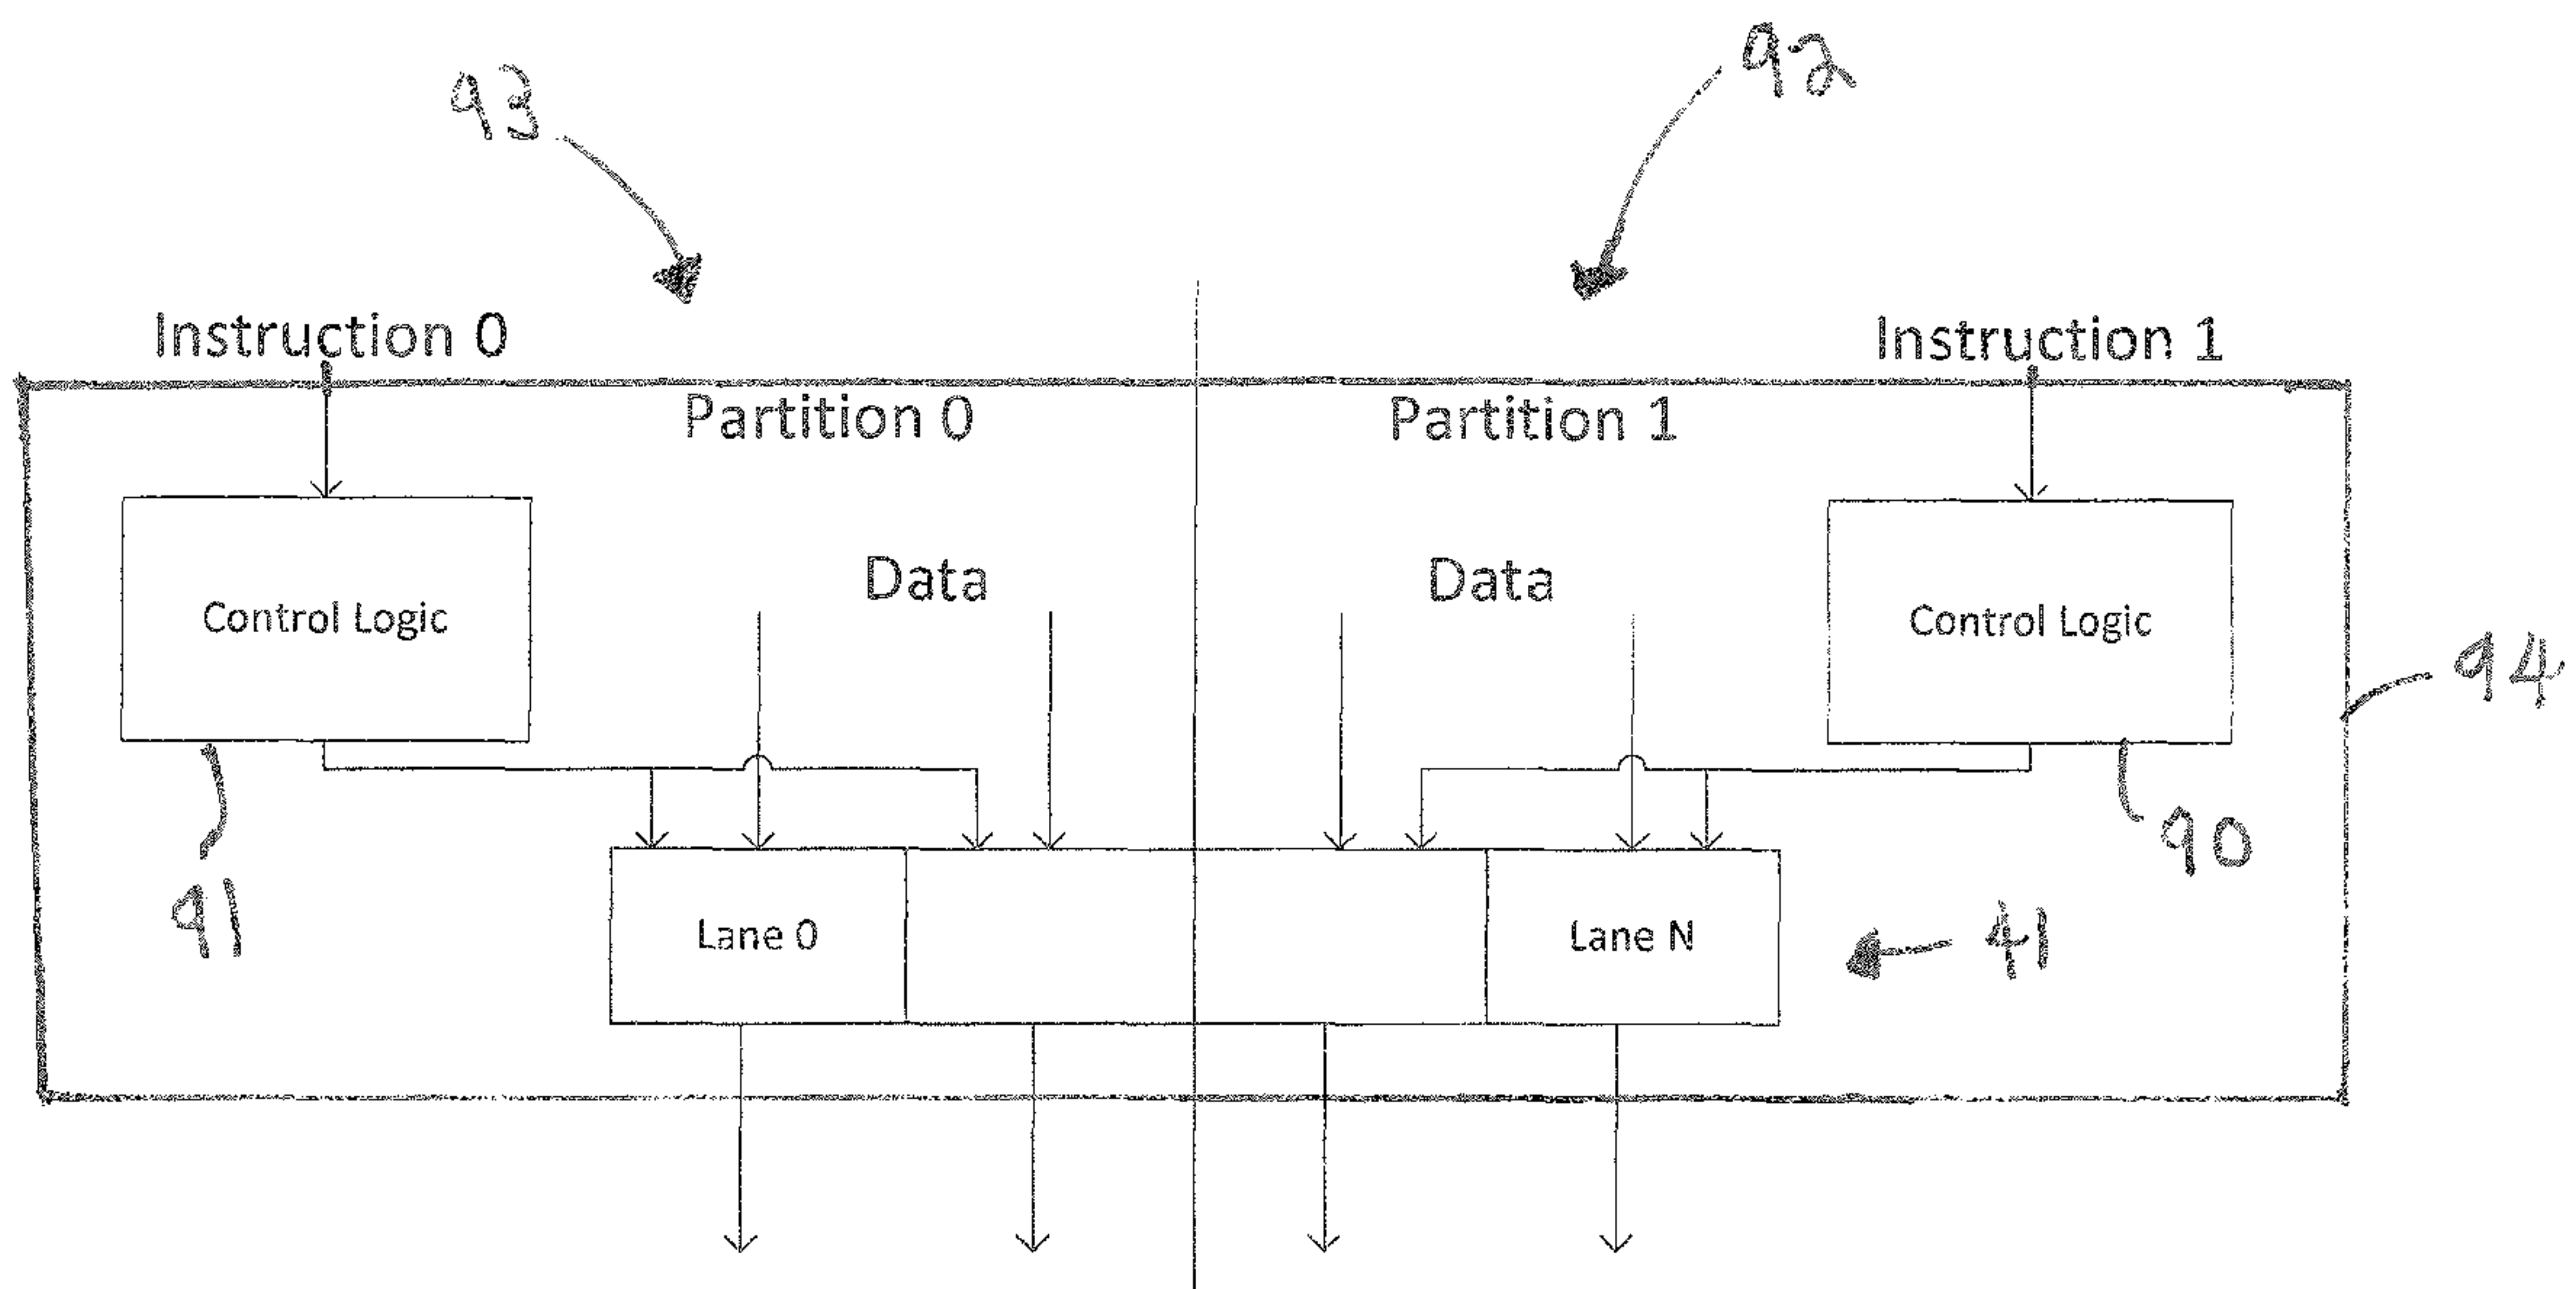 93
92
Instruction 0
Instruction 1
Partition 0
Partition 1
Data
Data
Control Logic
Control Logic
94
91
90
Lane 0
Lane N
41